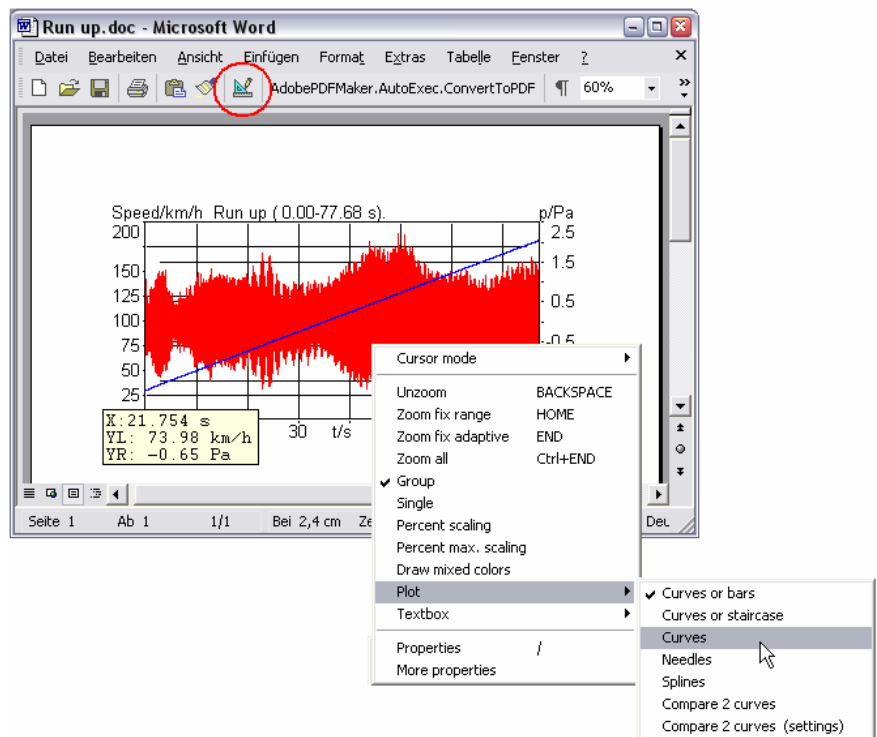 Run up.doc - Microsoft Word
Datei Bearbeiten Ansicht Einfügen Format Extras Tabelle Fenster ?
AdobePDFMaker.AutoExec.ConvertToPDF ¶ 60%
Speed/km/h Run up ( 0.00-77.68 s). p/Pa
200 2.5
150 1.5
125 0.5
100
75 -0.5
50
25
X:21.754 s
YL: 73.98 km/h
YR: -0.65 Pa
30 t/s
Seite 1 Ab 1 1/1 Bei 2,4 cm Ze
Cursor mode
Unzoom BACKSPACE
Zoom fix range HOME
Zoom fix adaptive END
Zoom all Ctrl+END
Group
Single
Percent scaling
Percent max. scaling
Draw mixed colors
Plot
Textbox
Properties /
More properties
Curves or bars
Curves or staircase
Curves
Needles
Splines
Compare 2 curves
Compare 2 curves (settings)